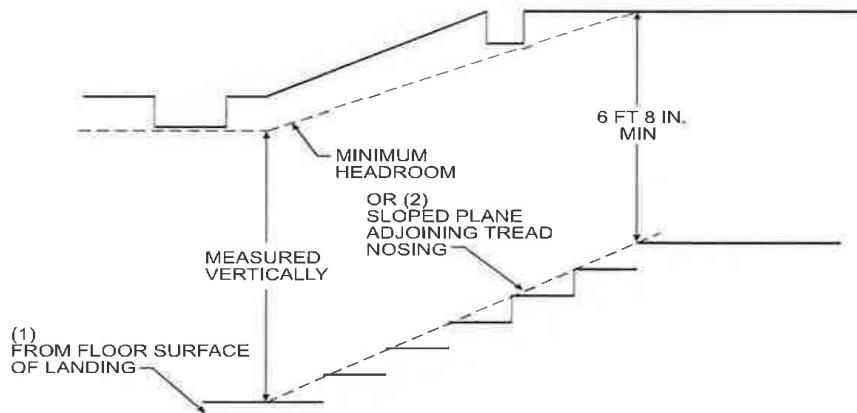 6 FT 8 IN.
MIN
MINIMUM
HEADROOM
OR (2)
SLOPED PLANE
ADJOINING TREAD
NOSING
MEASURED
VERTICALLY
(1)
FROM FLOOR SURFACE
OF LANDING